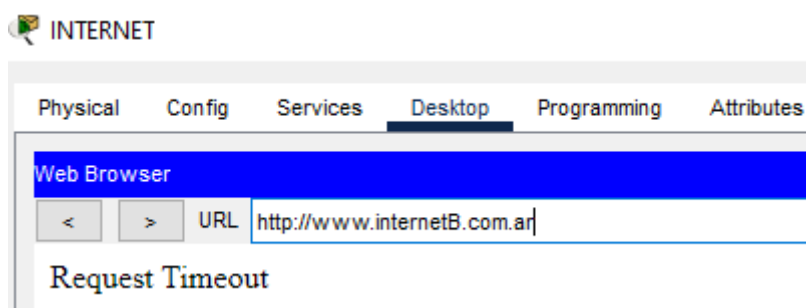 INTERNET
Physical Config Services Desktop Programming Attributes
Web Browser
< > URL http://www.internetB.com.ar
Request Timeout